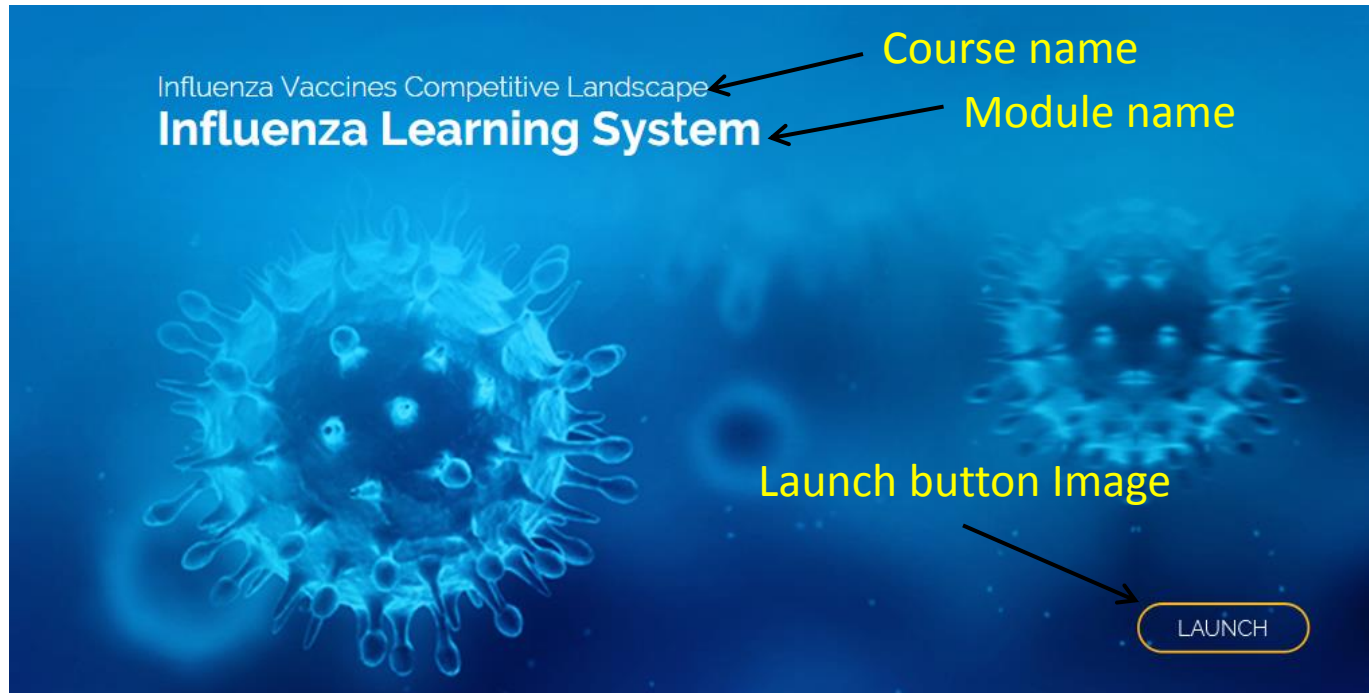 Course name
Influenza Vaccines Competitive Landscape
Influenza Learning System
Module name
Launch button Image
LAUNCH